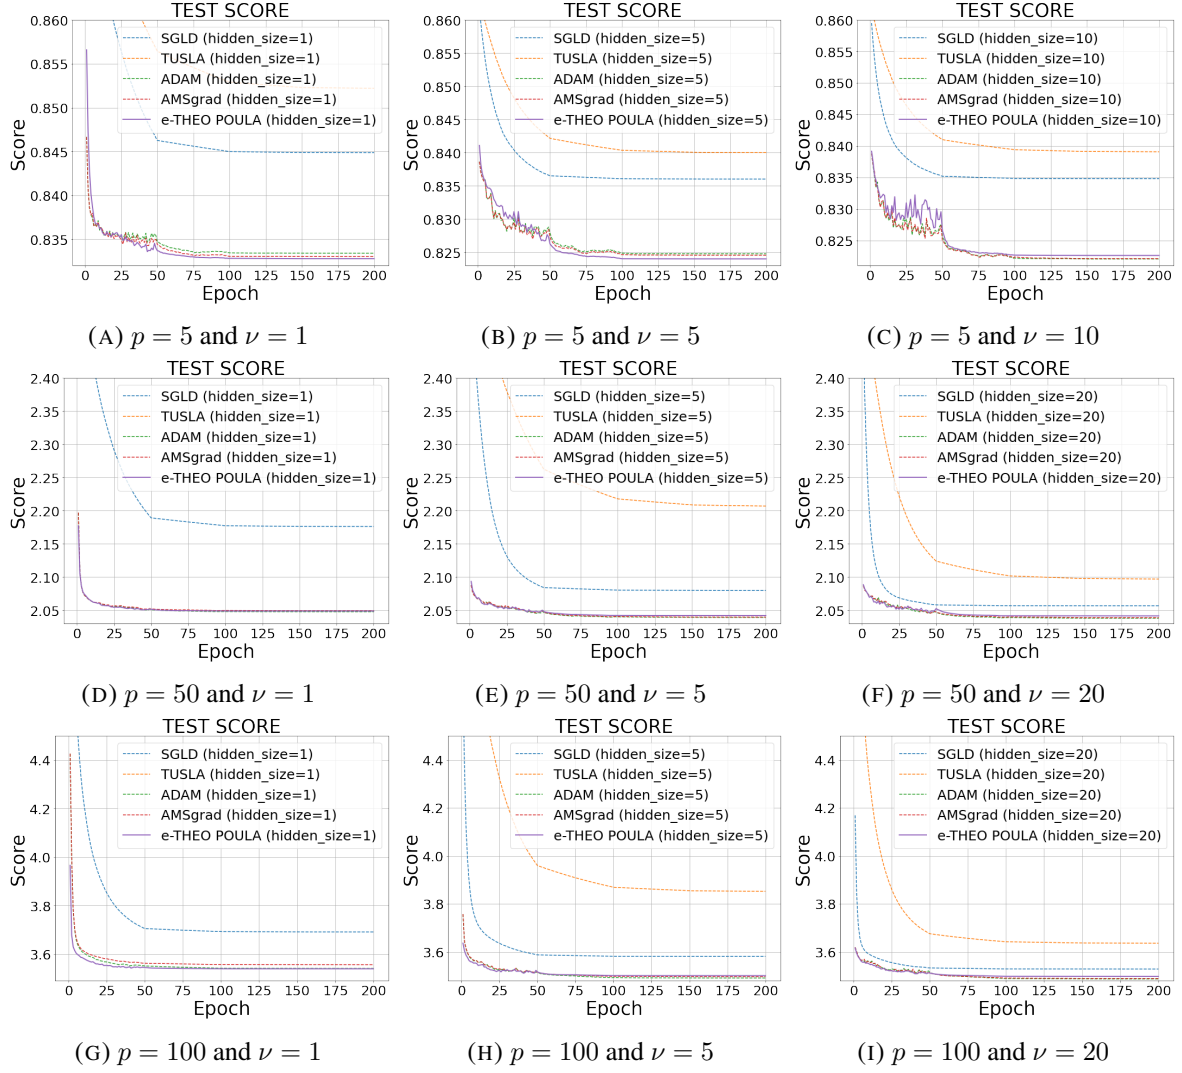 TEST SCORE
Score
0.860
0.855
0.850
0.845
0.840
0.835
SGLD (hidden_size=1)
TUSLA (hidden_size=1)
ADAM (hidden_size=1)
AMSgrad (hidden_size=1)
e-THEO POULA (hidden_size=1)
0 25 50 75 100 125 150 175 200
Epoch
(A) p = 5 and ν = 1
TEST SCORE
Score
0.860
0.855
0.850
0.845
0.840
0.835
0.830
0.825
SGLD (hidden_size=5)
TUSLA (hidden_size=5)
ADAM (hidden_size=5)
AMSgrad (hidden_size=5)
e-THEO POULA (hidden_size=5)
0 25 50 75 100 125 150 175 200
Epoch
(B) p = 5 and ν = 5
TEST SCORE
Score
0.860
0.855
0.850
0.845
0.840
0.835
0.830
0.825
SGLD (hidden_size=10)
TUSLA (hidden_size=10)
ADAM (hidden_size=10)
AMSgrad (hidden_size=10)
e-THEO POULA (hidden_size=10)
0 25 50 75 100 125 150 175 200
Epoch
(C) p = 5 and ν = 10
TEST SCORE
Score
2.40
2.35
2.30
2.25
2.20
2.15
2.10
2.05
SGLD (hidden_size=1)
TUSLA (hidden_size=1)
ADAM (hidden_size=1)
AMSgrad (hidden_size=1)
e-THEO POULA (hidden_size=1)
0 25 50 75 100 125 150 175 200
Epoch
(D) p = 50 and ν = 1
TEST SCORE
Score
2.40
2.35
2.30
2.25
2.20
2.15
2.10
2.05
SGLD (hidden_size=5)
TUSLA (hidden_size=5)
ADAM (hidden_size=5)
AMSgrad (hidden_size=5)
e-THEO POULA (hidden_size=5)
0 25 50 75 100 125 150 175 200
Epoch
(E) p = 50 and ν = 5
TEST SCORE
Score
2.40
2.35
2.30
2.25
2.20
2.15
2.10
2.05
SGLD (hidden_size=20)
TUSLA (hidden_size=20)
ADAM (hidden_size=20)
AMSgrad (hidden_size=20)
e-THEO POULA (hidden_size=20)
0 25 50 75 100 125 150 175 200
Epoch
(F) p = 50 and ν = 20
TEST SCORE
Score
4.4
4.2
4.0
3.8
3.6
SGLD (hidden_size=1)
TUSLA (hidden_size=1)
ADAM (hidden_size=1)
AMSgrad (hidden_size=1)
e-THEO POULA (hidden_size=1)
0 25 50 75 100 125 150 175 200
Epoch
(G) p = 100 and ν = 1
TEST SCORE
Score
4.4
4.2
4.0
3.8
3.6
SGLD (hidden_size=5)
TUSLA (hidden_size=5)
ADAM (hidden_size=5)
AMSgrad (hidden_size=5)
e-THEO POULA (hidden_size=5)
0 25 50 75 100 125 150 175 200
Epoch
(H) p = 100 and ν = 5
TEST SCORE
Score
4.4
4.2
4.0
3.8
3.6
SGLD (hidden_size=20)
TUSLA (hidden_size=20)
ADAM (hidden_size=20)
AMSgrad (hidden_size=20)
e-THEO POULA (hidden_size=20)
0 25 50 75 100 125 150 175 200
Epoch
(I) p = 100 and ν = 20